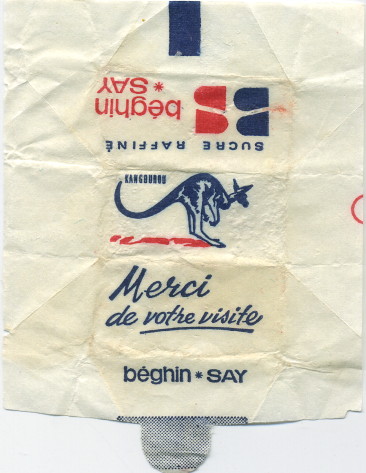 béghin
* SAY
SUCRE RAFFINÉ
KANGOUROU
Merci
de votre visite
béghin * SAY